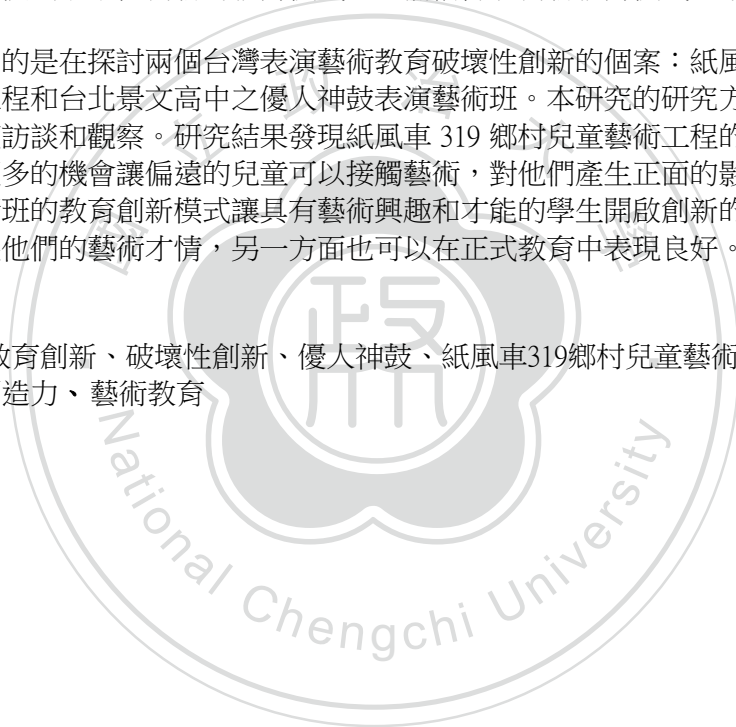 的是在探討兩個台灣表演藝術教育破壞性創新的個案：紙風
程和台北景文高中之優人神鼓表演藝術班。本研究的研究方
訪談和觀察。研究結果發現紙風車 319 鄉村兒童藝術工程的
多的機會讓偏遠的兒童可以接觸藝術，對他們產生正面的影
班的教育創新模式讓具有藝術興趣和才能的學生開啟創新的
他們的藝術才情，另一方面也可以在正式教育中表現良好。
教育創新、破壞性創新、優人神鼓、紙風車319鄉村兒童藝術
造力、藝術教育
National Chengchi University